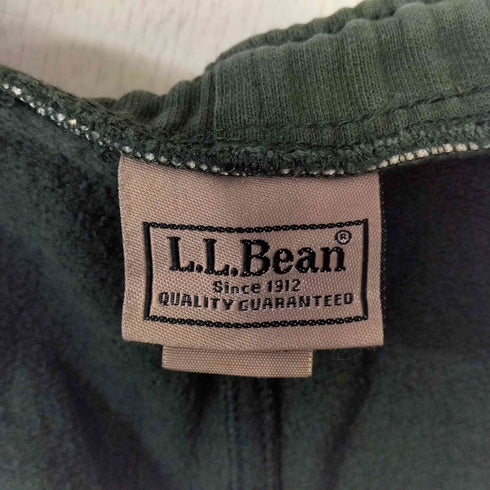 L.L.Bean®
Since 1912
QUALITY GUARANTEED